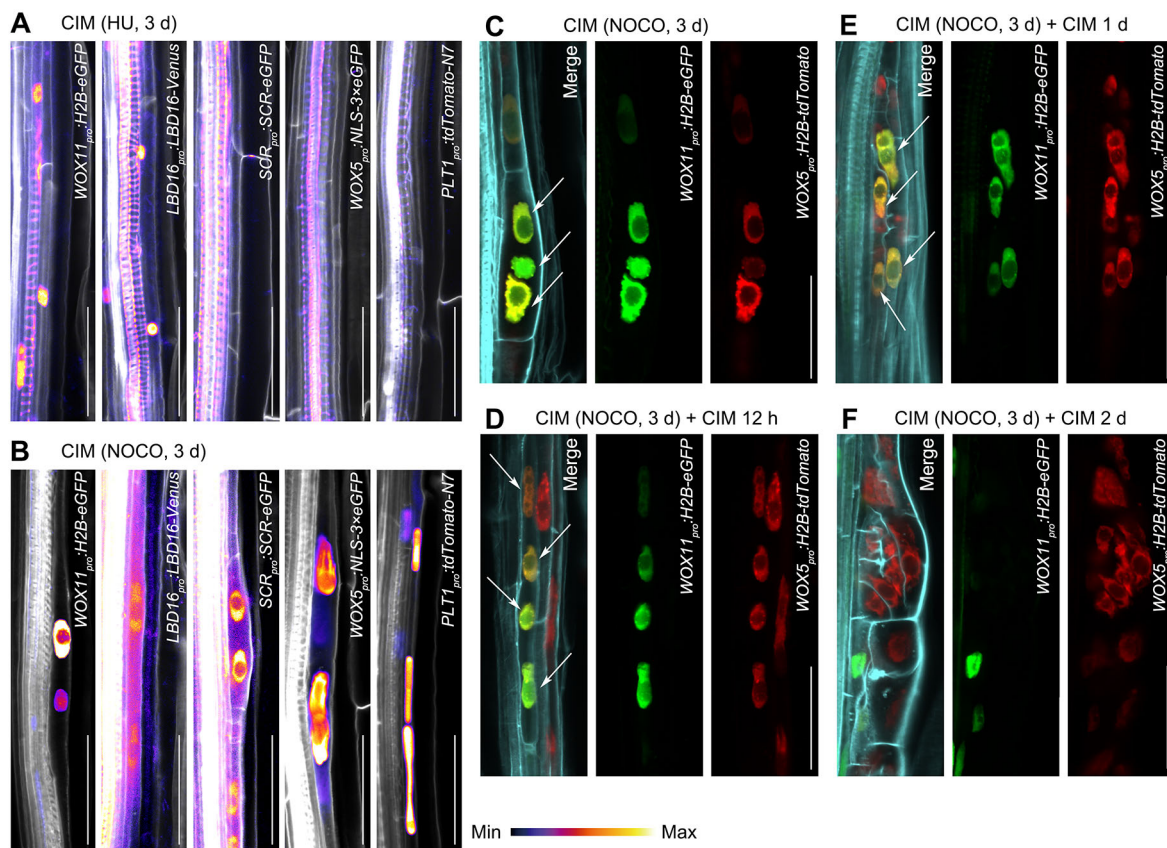 A CIM (HU, 3 d)
WOX11pro:H2B-eGFP
LBD16pro:LBD16-Venus
SCRpro:SCR-eGFP
WOX5pro:NLS-3×eGFP
PLT1pro:tdTomato-N7
B CIM (NOCO, 3 d)
WOX11pro:H2B-eGFP
LBD16pro:LBD16-Venus
SCRpro:SCR-eGFP
WOX5pro:NLS-3×eGFP
PLT1pro:tdTomato-N7
Min Max
C CIM (NOCO, 3 d)
Merge
WOX11pro:H2B-eGFP
WOX5pro:H2B-tdTomato
D CIM (NOCO, 3 d) + CIM 12 h
Merge
WOX11pro:H2B-eGFP
WOX5pro:H2B-tdTomato
E CIM (NOCO, 3 d) + CIM 1 d
Merge
WOX11pro:H2B-eGFP
WOX5pro:H2B-tdTomato
F CIM (NOCO, 3 d) + CIM 2 d
Merge
WOX11pro:H2B-eGFP
WOX5pro:H2B-tdTomato